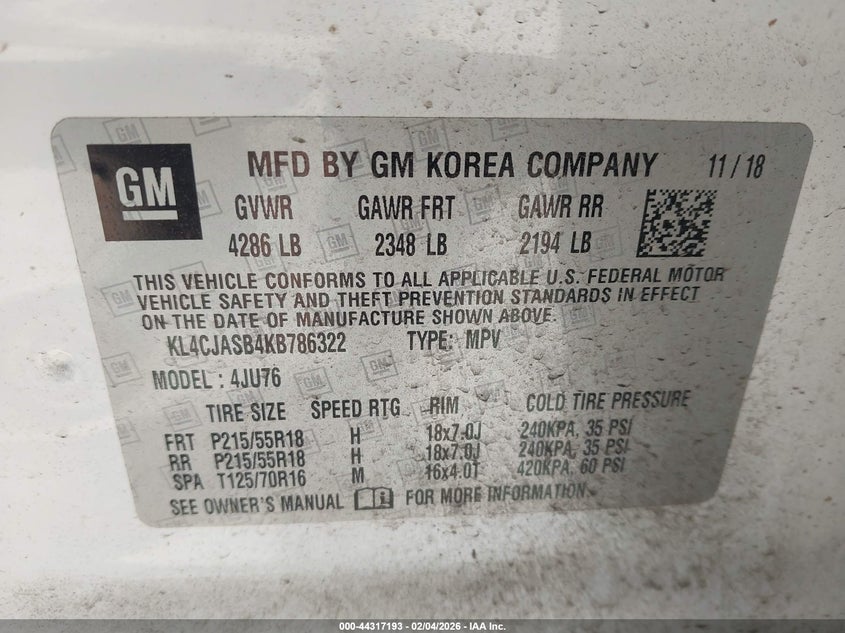 GM
MFD BY GM KOREA COMPANY 11/18
GVWR GAWR FRT GAWR RR
4286 LB 2348 LB 2194 LB
THIS VEHICLE CONFORMS TO ALL APPLICABLE U.S. FEDERAL MOTOR
VEHICLE SAFETY AND THEFT PREVENTION STANDARDS IN EFFECT
ON THE DATE OF MANUFACTURE SHOWN ABOVE.
KL4CJASB4KB786322 TYPE: MPV
MODEL : 4JU76
TIRE SIZE SPEED RTG RIM COLD TIRE PRESSURE
FRT P215/55R18 H 18x7.0J 240KPA, 35 PSI
RR P215/55R18 H 18x7.0J 240KPA, 35 PSI
SPA T125/70R16 M 16x4.0T 420KPA, 60 PSI
SEE OWNER'S MANUAL FOR MORE INFORMATION.
000-44317193 - 02/04/2026 - IAA Inc.